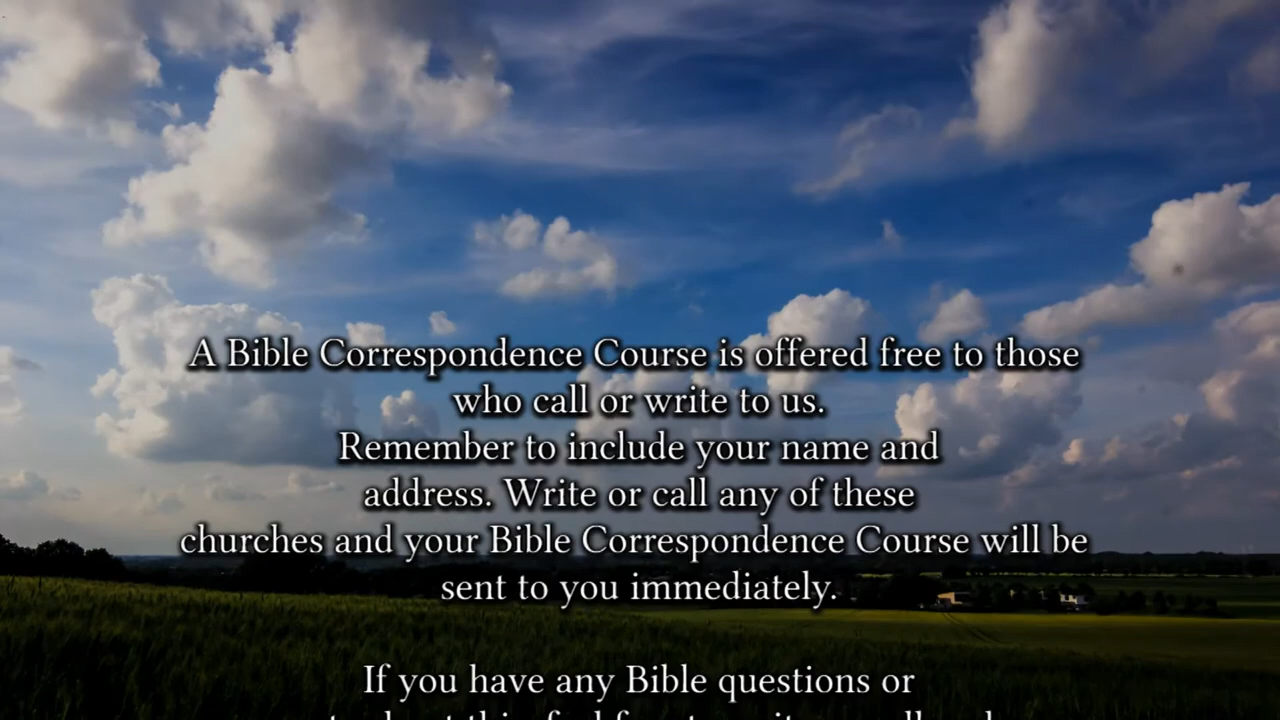 A Bible Correspondence Course is offered free to those
who call or write to us.
Remember to include your name and
address. Write or call any of these
churches and your Bible Correspondence Course will be
sent to you immediately.
If you have any Bible questions or